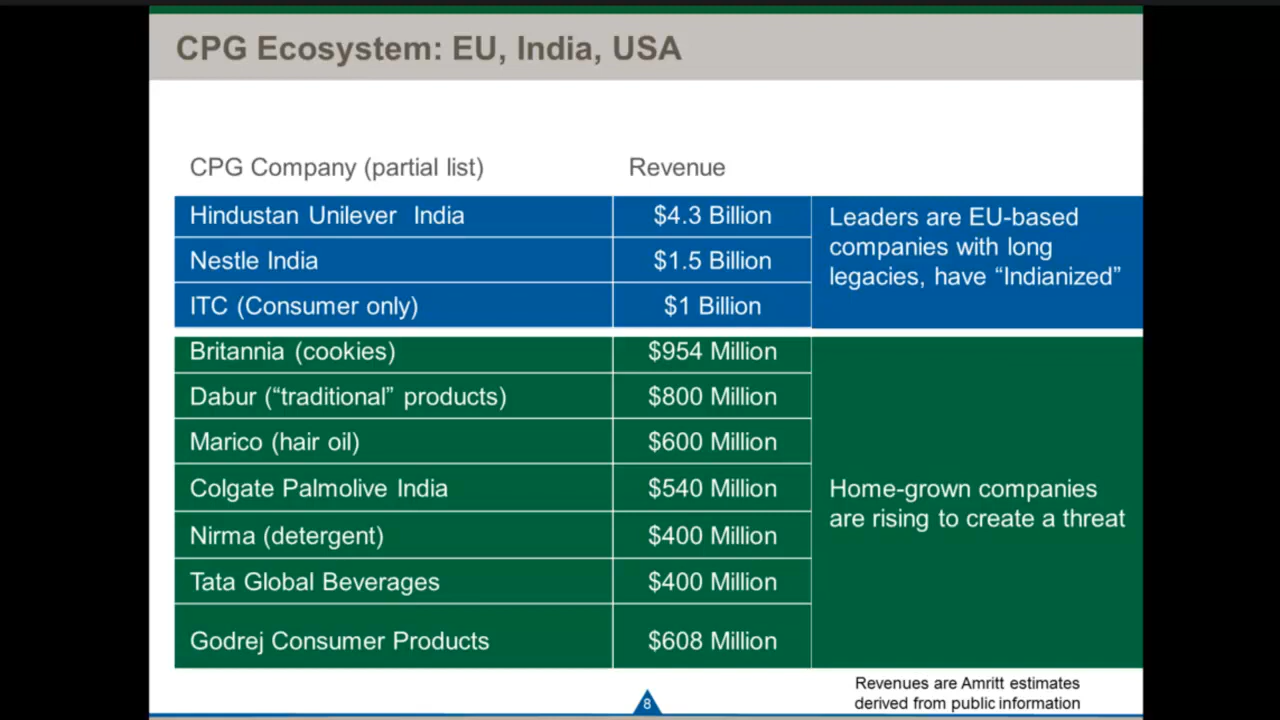 CPG Ecosystem: EU, India, USA
CPG Company (partial list) Revenue
Hindustan Unilever India $4.3 Billion
Nestle India $1.5 Billion
ITC (Consumer only) $1 Billion
Leaders are EU-based
companies with long
legacies, have “Indianized”
Britannia (cookies) $954 Million
Dabur (“traditional” products) $800 Million
Marico (hair oil) $600 Million
Colgate Palmolive India $540 Million
Nirma (detergent) $400 Million
Tata Global Beverages $400 Million
Godrej Consumer Products $608 Million
Home-grown companies
are rising to create a threat
Revenues are Amritt estimates
derived from public information
8